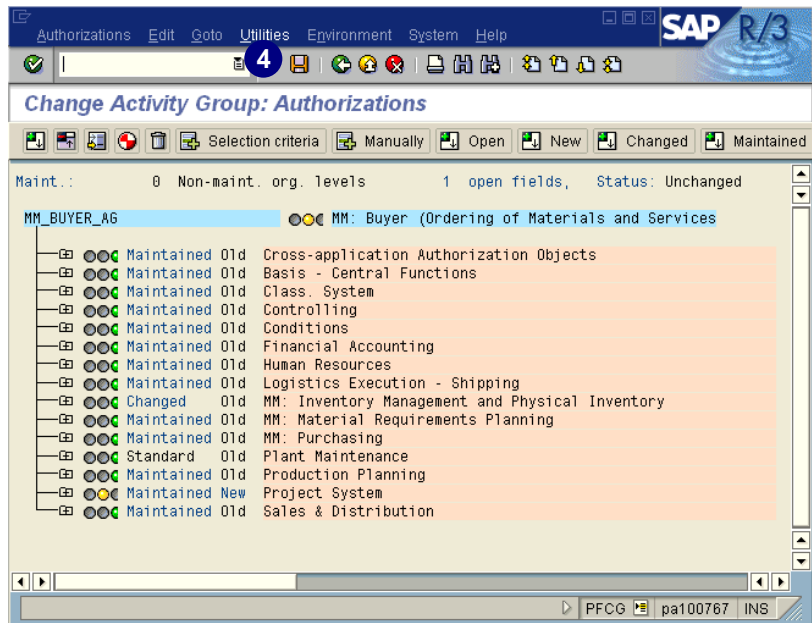 Authorizations Edit Goto Utilities Environment System Help
SAP R/3
4
Change Activity Group: Authorizations
Selection criteria Manually Open New Changed Maintained
Maint.: 0 Non-maint. org. levels 1 open fields, Status: Unchanged
MM_BUYER_AG MM: Buyer (Ordering of Materials and Services
Maintained Old Cross-application Authorization Objects
Maintained Old Basis - Central Functions
Maintained Old Class. System
Maintained Old Controlling
Maintained Old Conditions
Maintained Old Financial Accounting
Maintained Old Human Resources
Maintained Old Logistics Execution - Shipping
Changed Old MM: Inventory Management and Physical Inventory
Maintained Old MM: Material Requirements Planning
Maintained Old MM: Purchasing
Standard Old Plant Maintenance
Maintained Old Production Planning
Maintained New Project System
Maintained Old Sales & Distribution
PFCG pa100767 INS